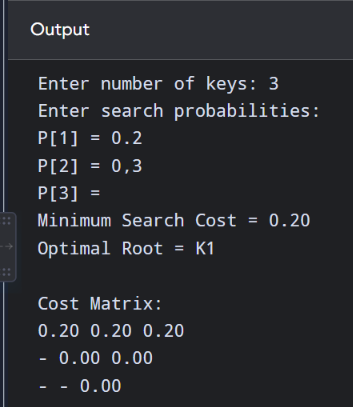 Output
Enter number of keys: 3
Enter search probabilities:
P[1] = 0.2
P[2] = 0,3
P[3] =
Minimum Search Cost = 0.20
Optimal Root = K1
Cost Matrix:
0.20 0.20 0.20
- 0.00 0.00
- - 0.00